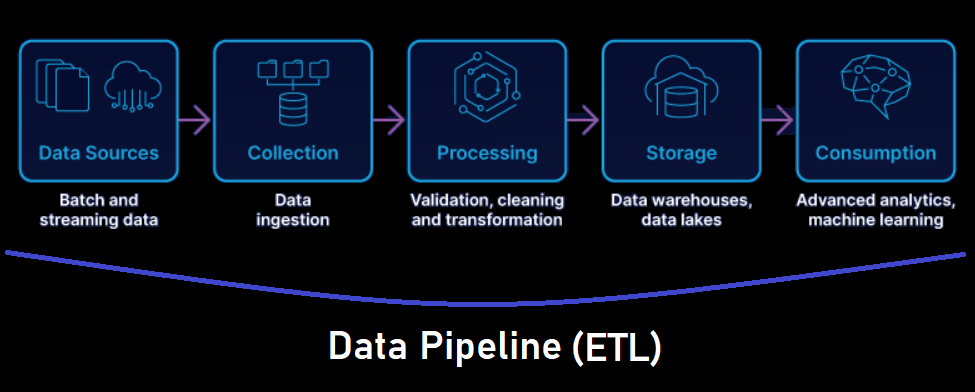 Data Sources
Collection
Processing
Storage
Consumption
Batch and
streaming data
Data
ingestion
Validation, cleaning
and transformation
Data warehouses,
data lakes
Advanced analytics,
machine learning
Data Pipeline (ETL)